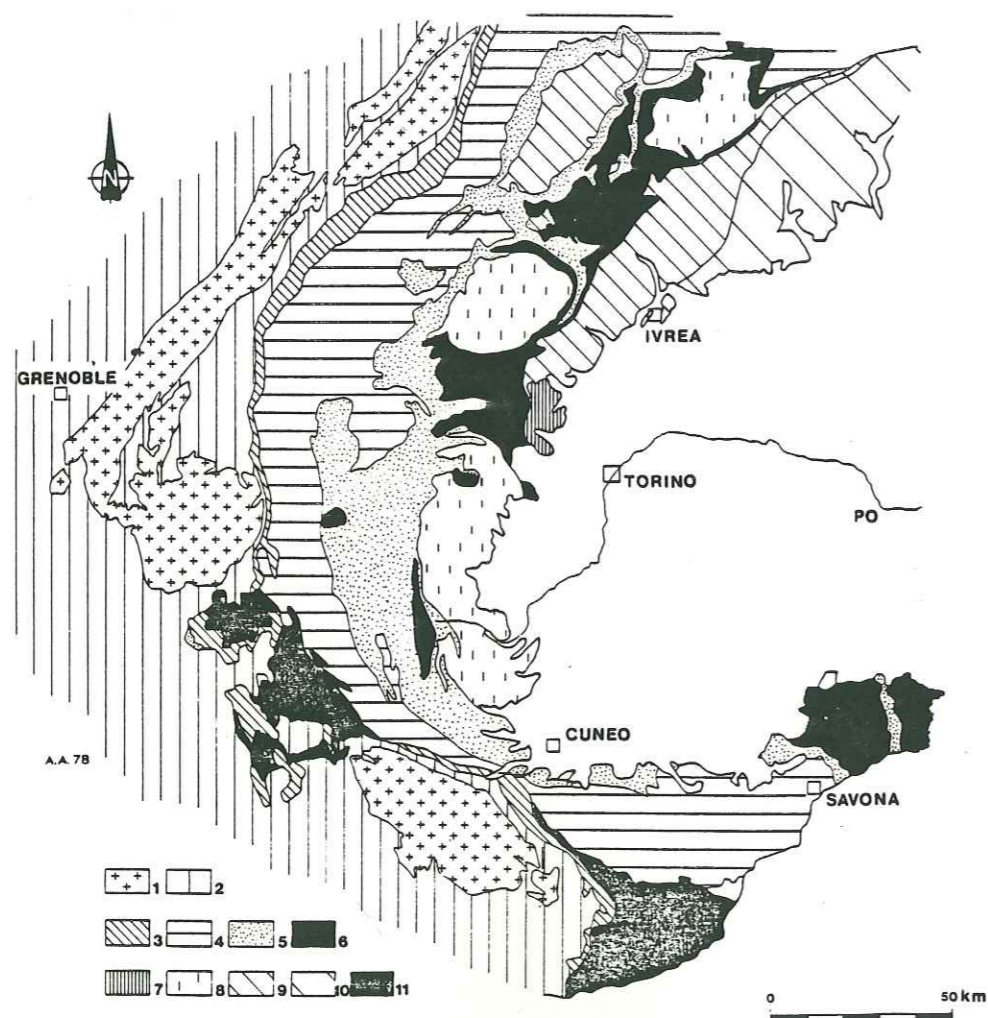 N
IVREA
GRENOBLE
TORINO
PO
CUNEO
A.A. 78
SAVONA
1 2
3 4 5 6
7 8 9 10 11
0 50 km